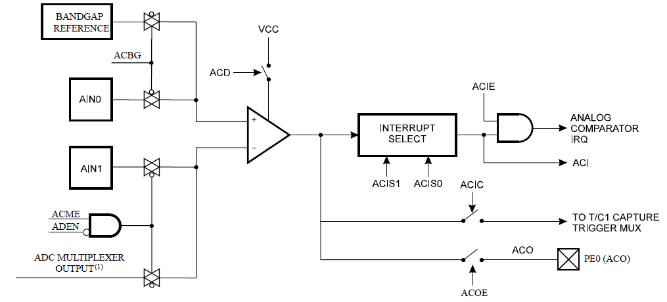 BANDGAP
REFERENCE
ACBG
AIN0
AIN1
ACME
ADEN
ADC MULTIPLEXER
OUTPUT(1)
VCC
ACD
+
−
INTERRUPT
SELECT
ACIS1
ACIS0
ACIE
ANALOG
COMPARATOR
IRQ
ACI
ACIC
TO T/C1 CAPTURE
TRIGGER MUX
ACO
PE0 (ACO)
ACOE